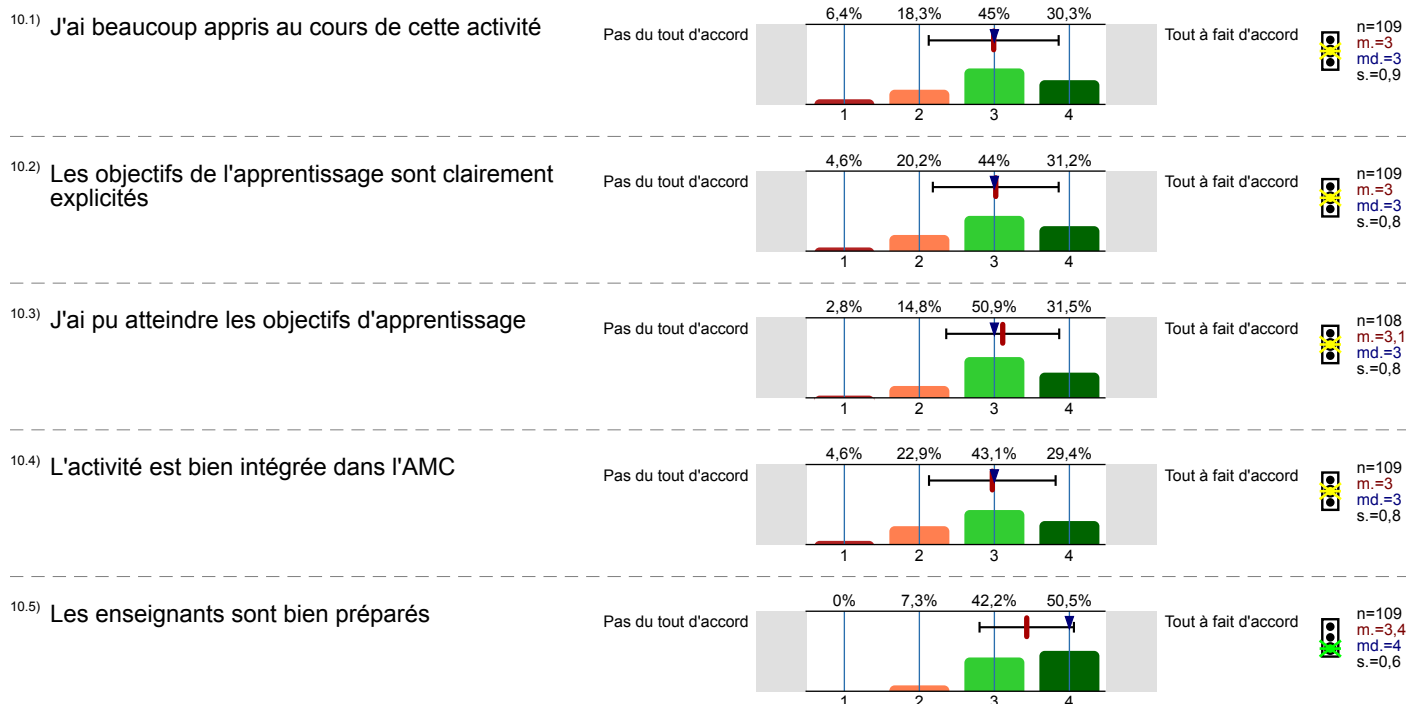 6,4% 18,3% 45% 30,3%
10.1) J'ai beaucoup appris au cours de cette activité
Pas du tout d'accord
Tout à fait d'accord
n=109
m.=3
md.=3
s.=0,9
1 2 3 4
4,6% 20,2% 44% 31,2%
10.2) Les objectifs de l'apprentissage sont clairement
explicités
Pas du tout d'accord
Tout à fait d'accord
n=109
m.=3
md.=3
s.=0,8
1 2 3 4
2,8% 14,8% 50,9% 31,5%
10.3) J'ai pu atteindre les objectifs d'apprentissage
Pas du tout d'accord
Tout à fait d'accord
n=108
m.=3,1
md.=3
s.=0,8
1 2 3 4
4,6% 22,9% 43,1% 29,4%
10.4) L'activité est bien intégrée dans l'AMC
Pas du tout d'accord
Tout à fait d'accord
n=109
m.=3
md.=3
s.=0,8
1 2 3 4
0% 7,3% 42,2% 50,5%
10.5) Les enseignants sont bien préparés
Pas du tout d'accord
Tout à fait d'accord
n=109
m.=3,4
md.=4
s.=0,6
1 2 3 4